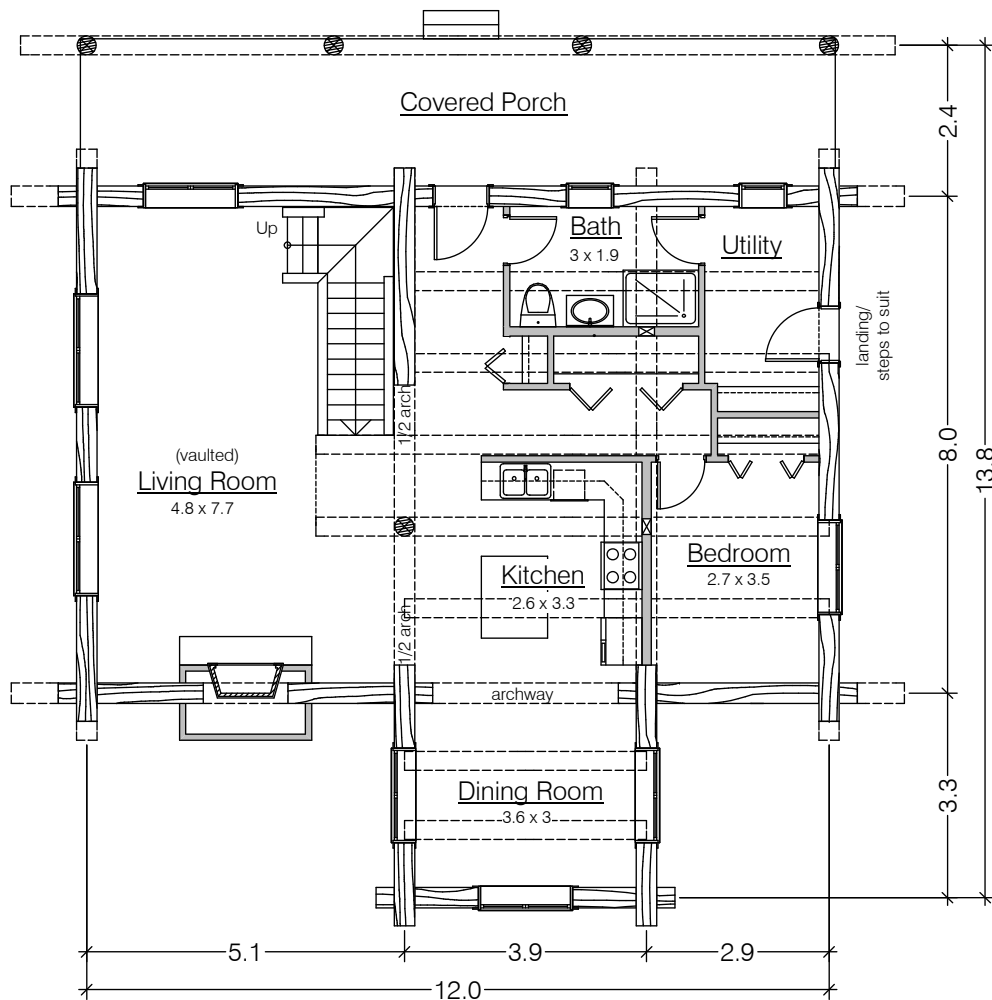 Covered Porch
2.4
Up
Bath
3 x 1.9
Utility
landing/
steps to suit
1/2 arch
(vaulted)
Living Room
4.8 x 7.7
8.0
13.8
Bedroom
2.7 x 3.5
Kitchen
2.6 x 3.3
1/2 arch
archway
Dining Room
3.6 x 3
3.3
5.1
3.9
2.9
12.0